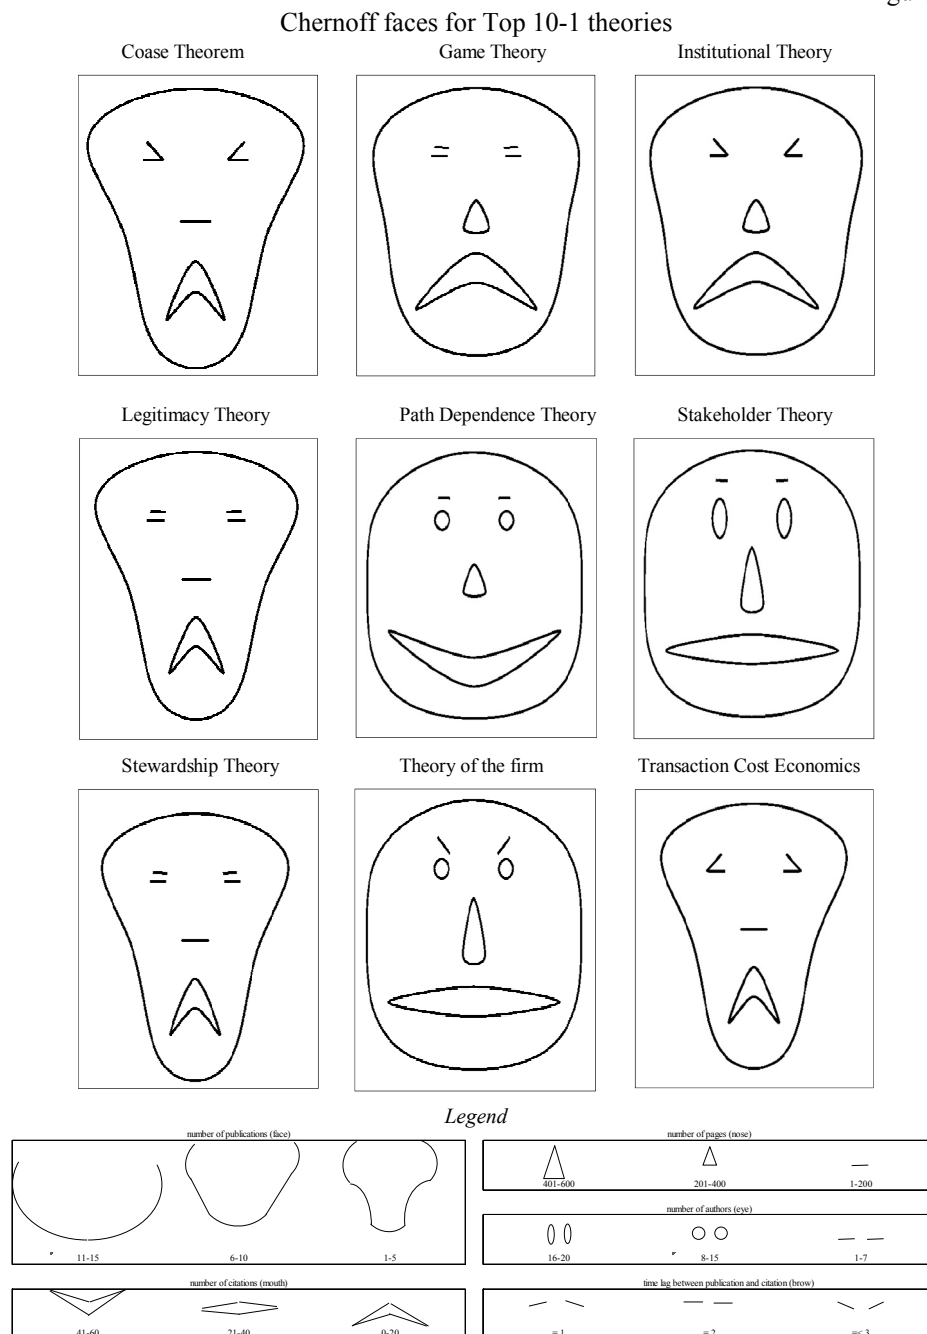 Chernoff faces for Top 10-1 theories
Coase Theorem Game Theory Institutional Theory
Legitimacy Theory Path Dependence Theory Stakeholder Theory
Stewardship Theory Theory of the firm Transaction Cost Economics
Legend
number of publications (face)
11-15 6-10 1-5
number of pages (nose)
401-600 201-400 1-200
number of authors (eye)
16-20 8-15 1-7
number of citations (mouth)
41-60 21-40 0-20
time lag between publication and citation (brow)
= 1 = 2 =< 3